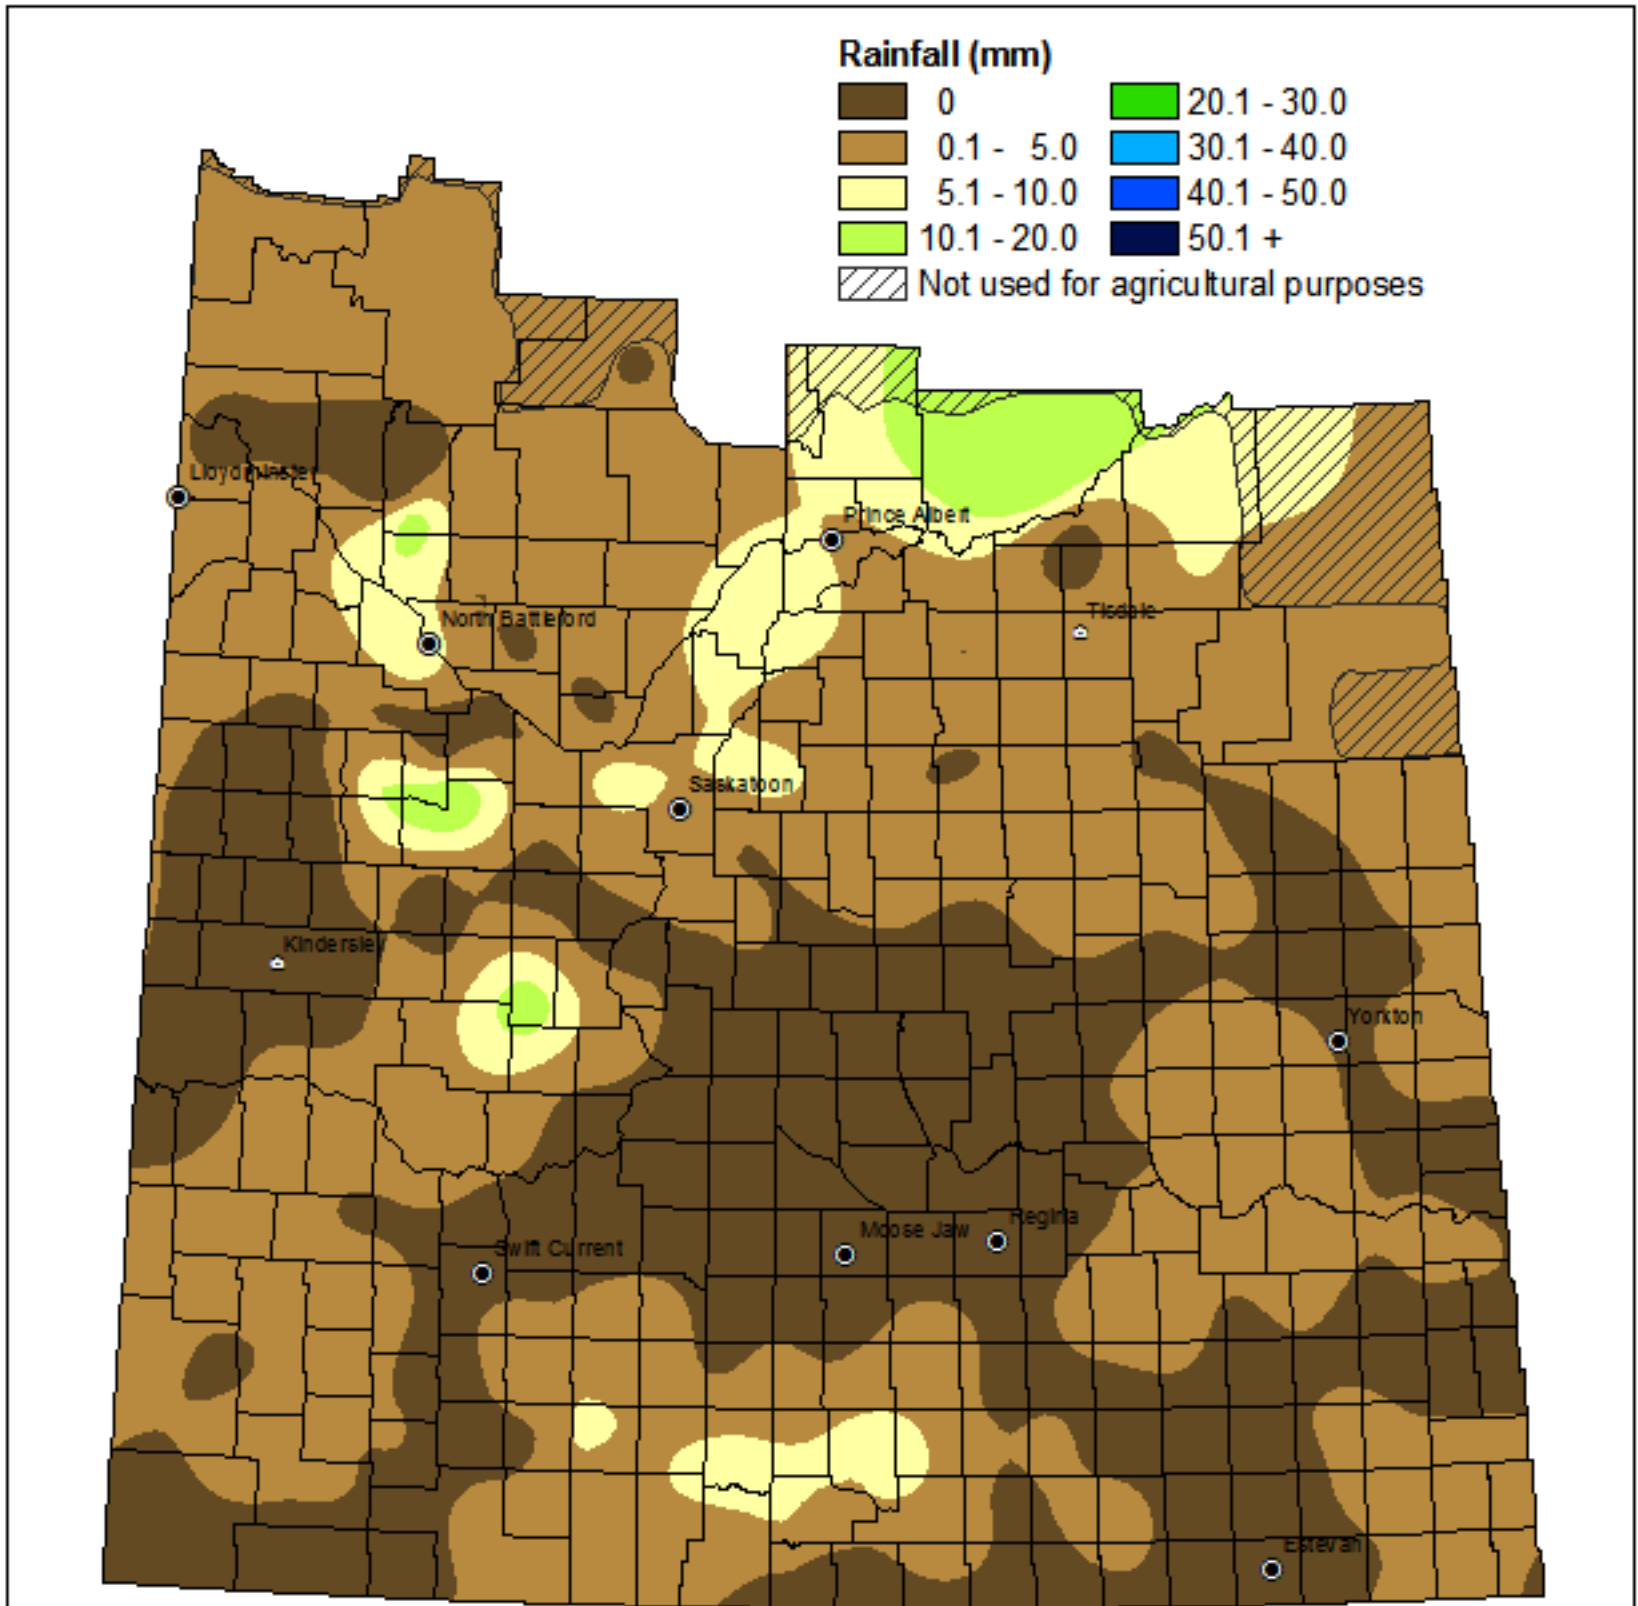 Rainfall (mm)
0
0.1 - 5.0
5.1 - 10.0
10.1 - 20.0
20.1 - 30.0
30.1 - 40.0
40.1 - 50.0
50.1 +
Not used for agricultural purposes
Lloydminster
Prince Albert
North Battleford
Tisdale
Saskatoon
Kindersley
Yorkton
Regina
Moose Jaw
Swift Current
Estevan